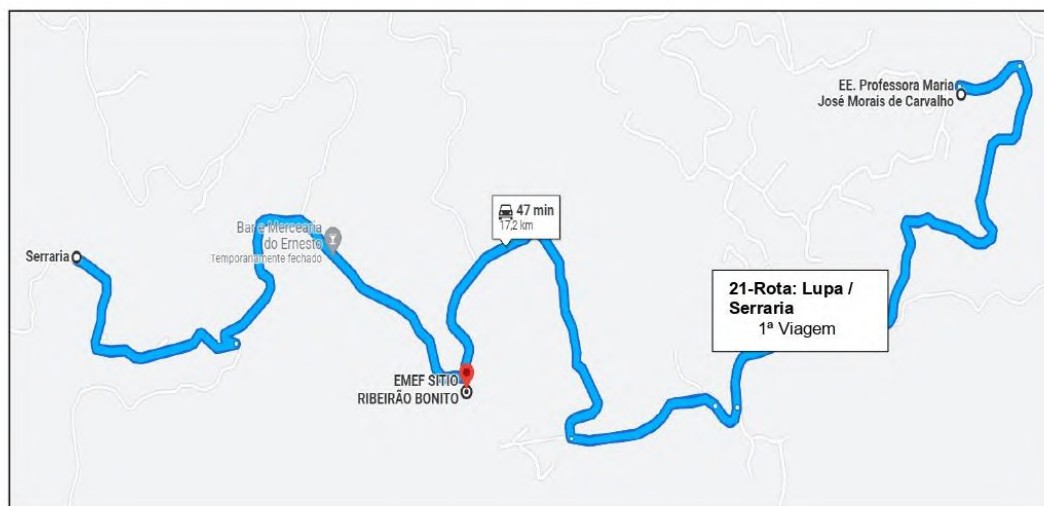 EE. Professora Maria
José Morais de Carvalho
47 min
17,2 km
Bar e Mercearia
do Ernesto
Temporariamente fechado
Serraria
21-Rota: Lupa /
Serraria
1ª Viagem
EMEF SITIO
RIBEIRÃO BONITO